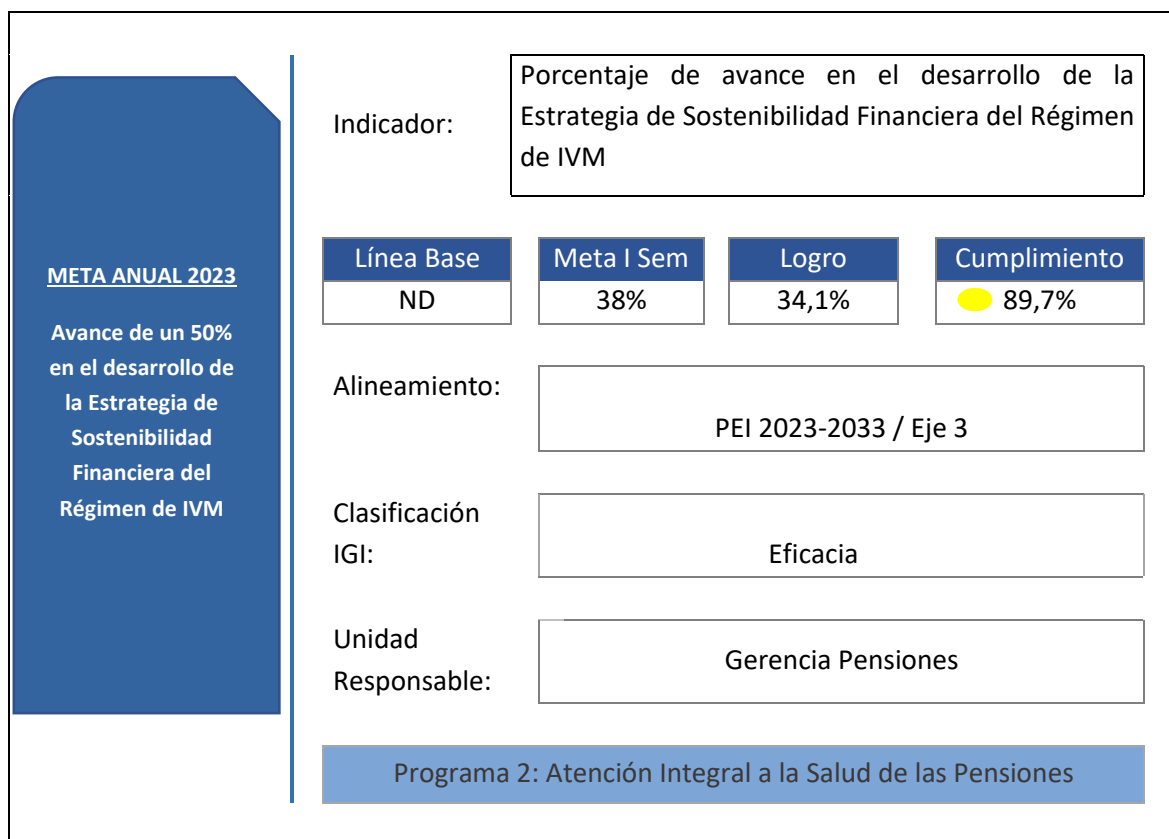 META ANUAL 2023
Avance de un 50%
en el desarrollo de
la Estrategia de
Sostenibilidad
Financiera del
Régimen de IVM
Indicador:
Porcentaje de avance en el desarrollo de la
Estrategia de Sostenibilidad Financiera del Régimen
de IVM
Línea Base
Meta I Sem
Logro
Cumplimiento
ND
38%
34,1%
89,7%
Alineamiento:
PEI 2023-2033 / Eje 3
Clasificación
IGI:
Eficacia
Unidad
Responsable:
Gerencia Pensiones
Programa 2: Atención Integral a la Salud de las Pensiones